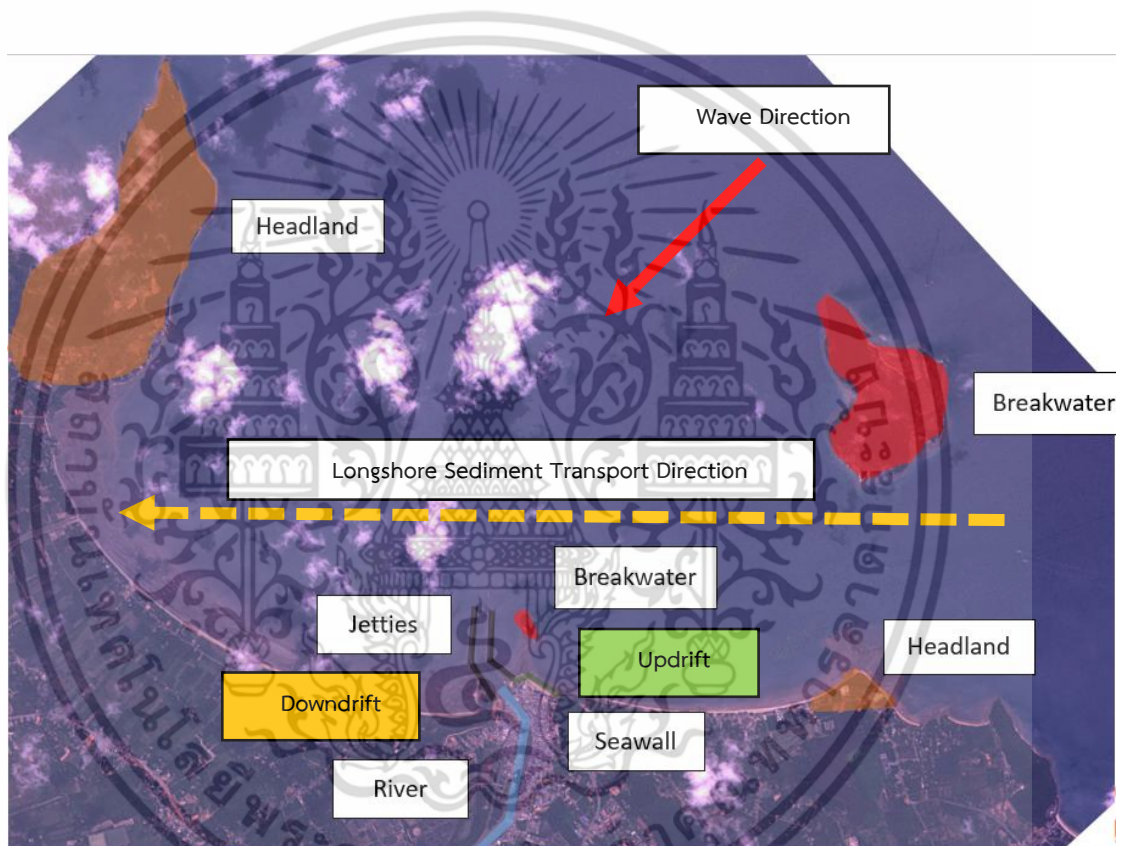 Wave Direction
Headland
Breakwater
Longshore Sediment Transport Direction
Breakwater
Jetties
Updrift
Headland
Downdrift
Seawall
River